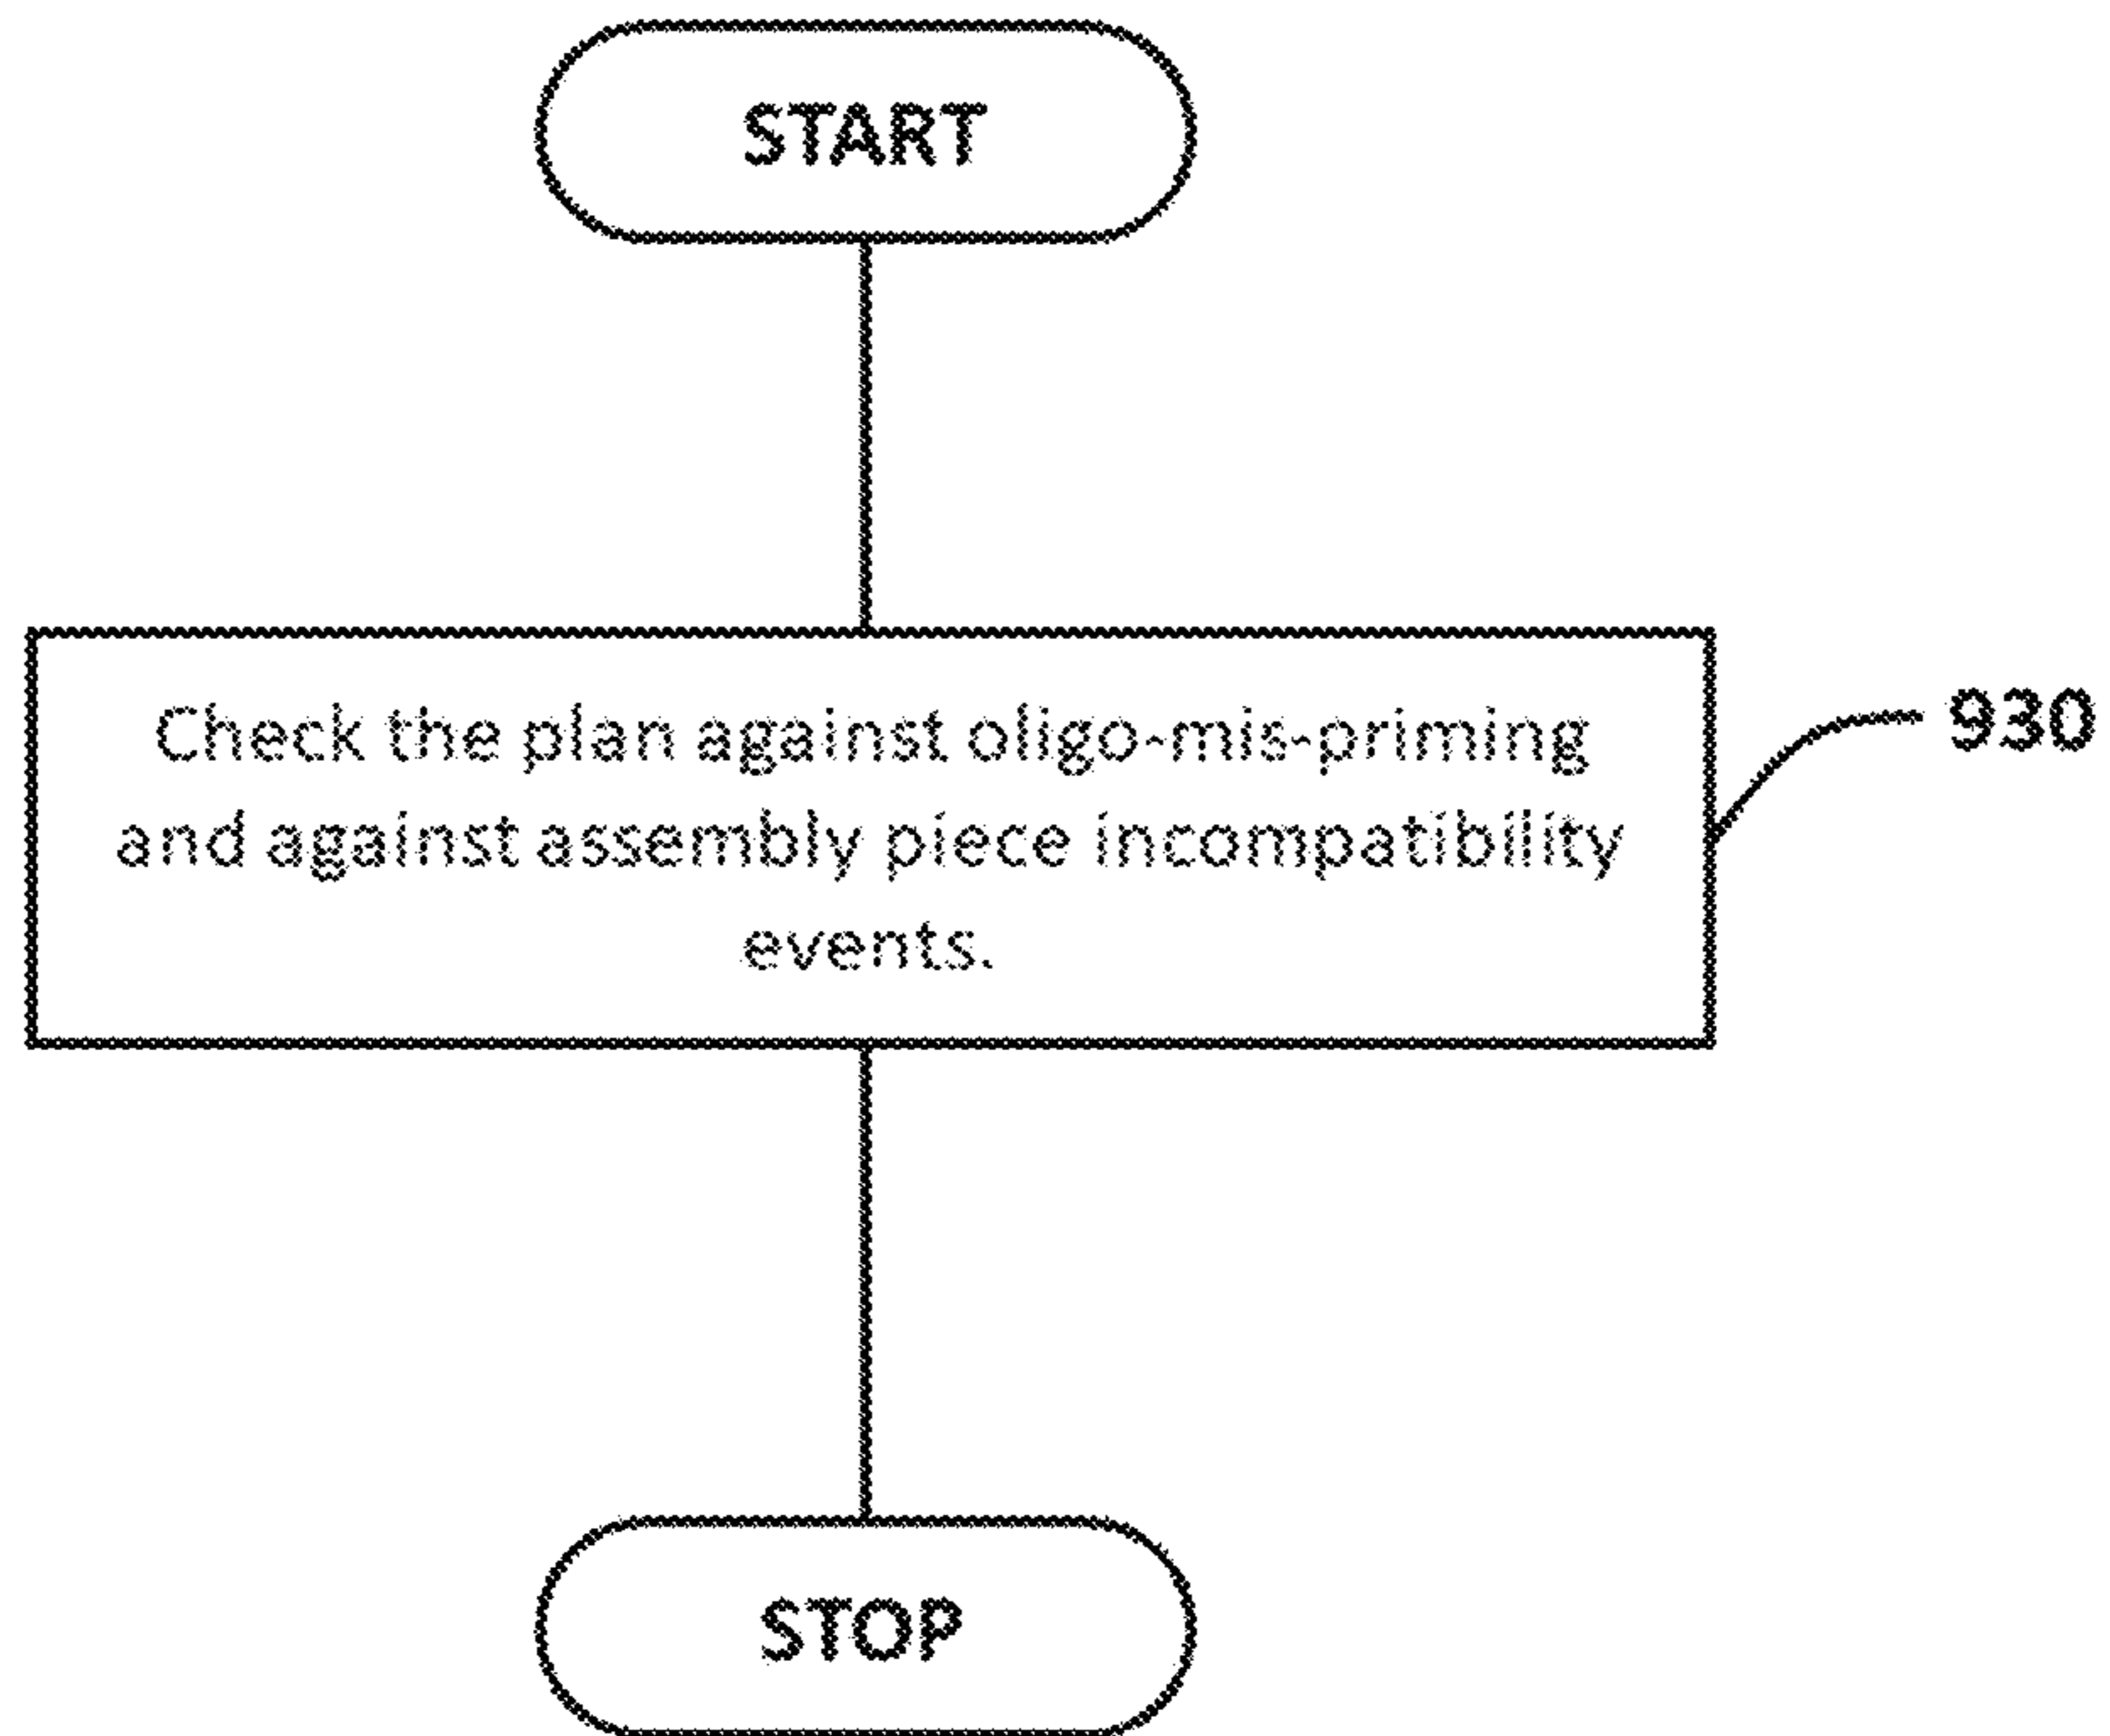 START
Check the plan against oligo-mis-priming
and against assembly piece incompatibility
events.
930
STOP